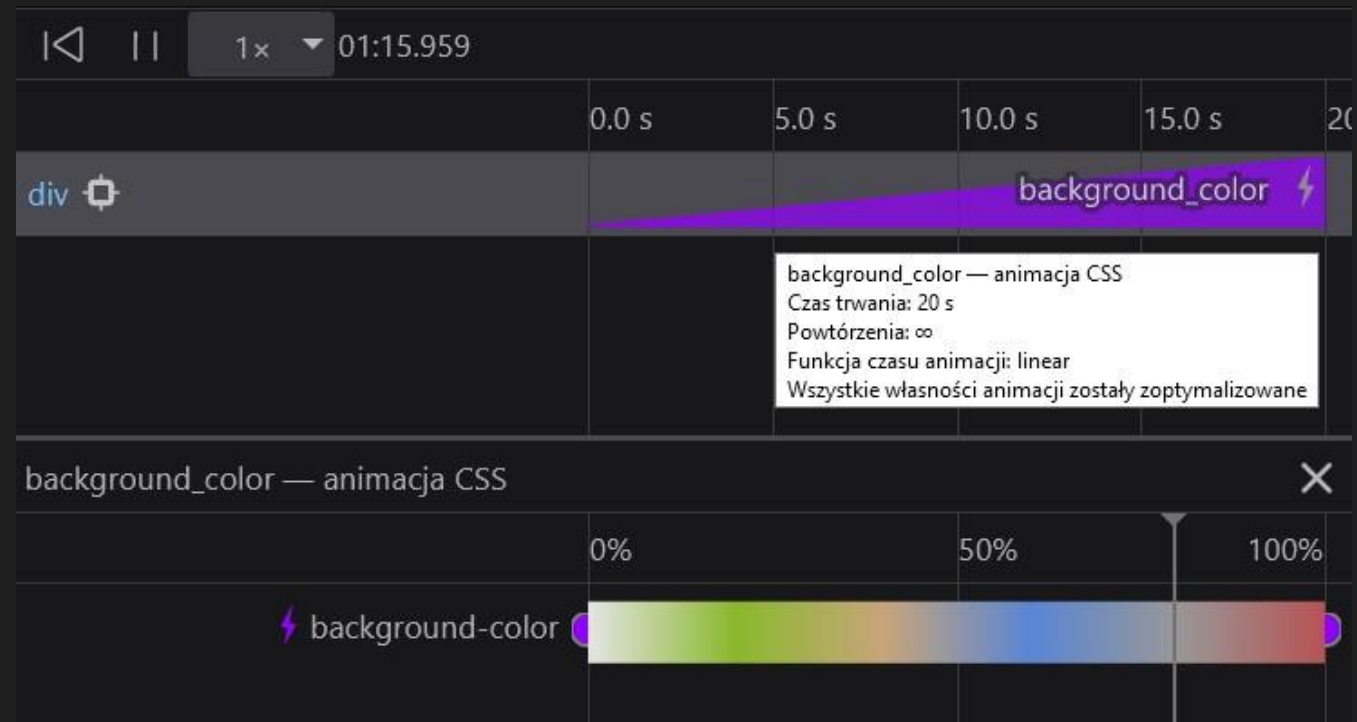 1× 01:15.959
0.0 s 5.0 s 10.0 s 15.0 s 20
div background_color
background_color — animacja CSS
Czas trwania: 20 s
Powtórzenia: ∞
Funkcja czasu animacji: linear
Wszystkie własności animacji zostały zoptymalizowane
background_color — animacja CSS
0% 50% 100%
background-color